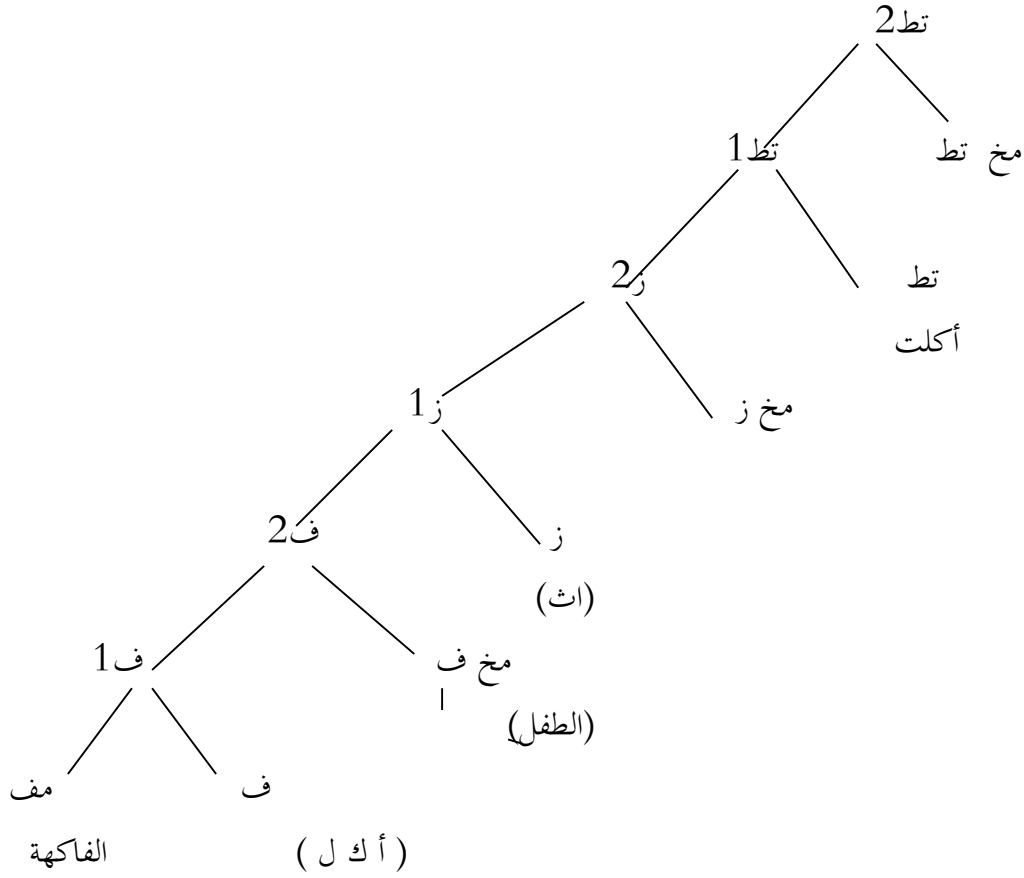 تط2
مخ تط
تط1
تط
أكلت
ز2
مخ ز
ز1
ز
(اث)
ف2
مخ ف
(الطفل)
ف1
ف
( أ ك ل )
مف
الفاكهة